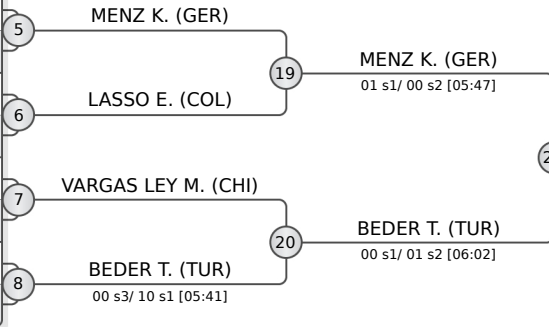 MENZ K. (GER)
5
19
MENZ K. (GER)
01 s1/ 00 s2 [05:47]
LASSO E. (COL)
6
VARGAS LEY M. (CHI)
7
20
BEDER T. (TUR)
00 s1/ 01 s2 [06:02]
BEDER T. (TUR)
8
00 s3/ 10 s1 [05:41]